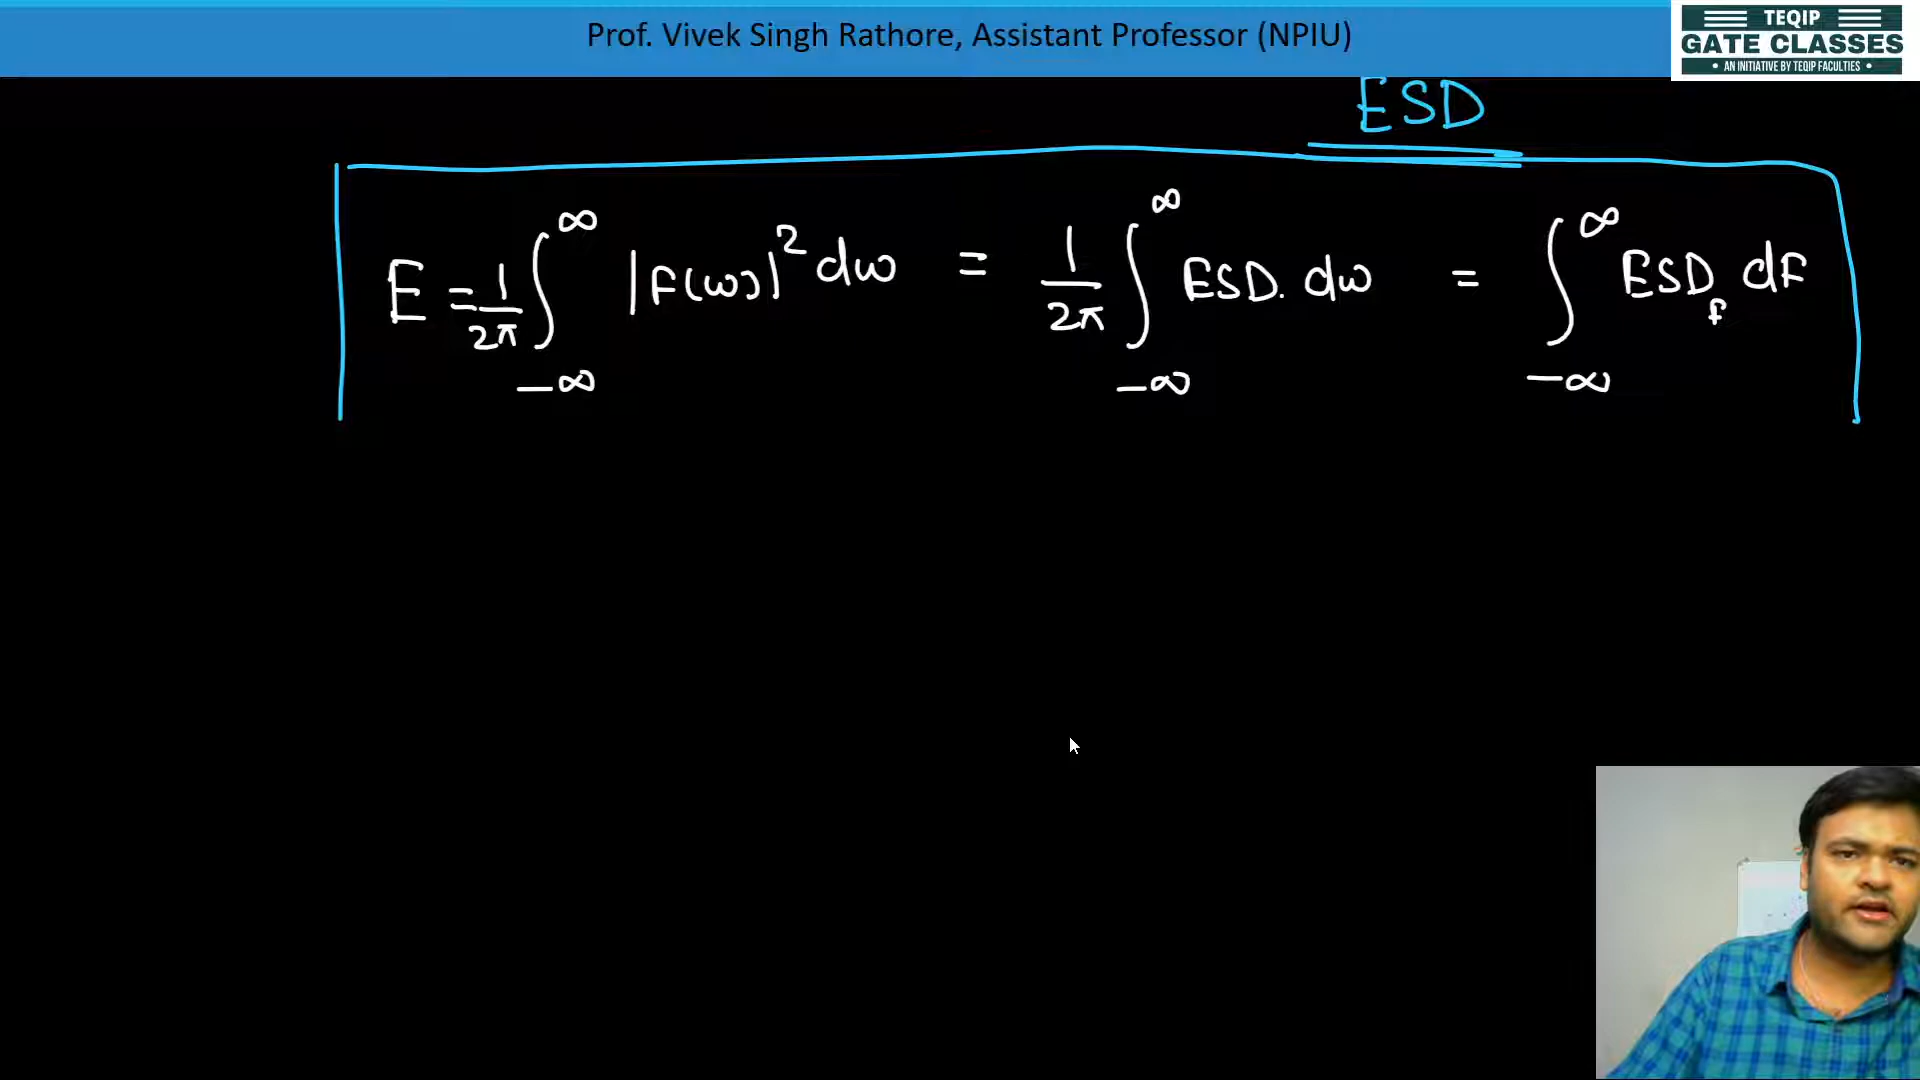 Prof. Vivek Singh Rathore, Assistant Professor (NPIU)
TEQIP
GATE CLASSES
• AN INITIATIVE BY TEQIP FACULTIES •
ESD
E = 1/2π ∫_{-∞}^{∞} |F(ω)|² dω = 1/2π ∫_{-∞}^{∞} ESD. dω = ∫_{-∞}^{∞} ESD_f dF